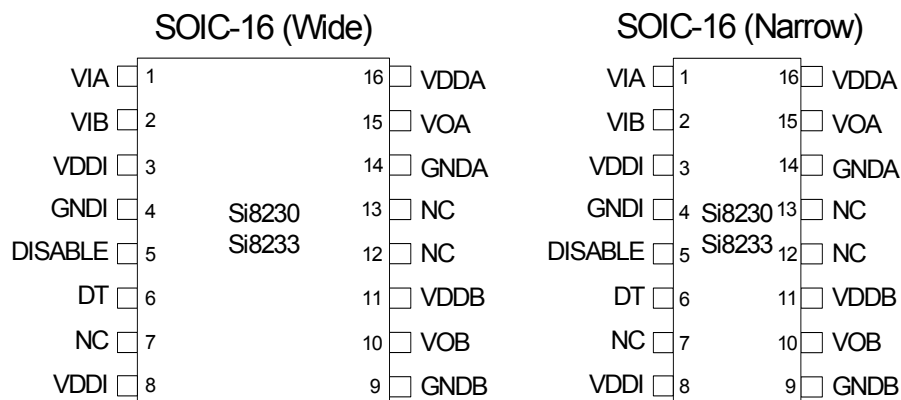 SOIC-16 (Wide)
VIA 1 16 VDDA
VIB 2 15 VOA
VDDI 3 14 GNDA
GNDI 4 13 NC
Si8230
Si8233
DISABLE 5 12 NC
DT 6 11 VDDB
NC 7 10 VOB
VDDI 8 9 GNDB
SOIC-16 (Narrow)
VIA 1 16 VDDA
VIB 2 15 VOA
VDDI 3 14 GNDA
GNDI 4 13 NC
Si8230
Si8233
DISABLE 5 12 NC
DT 6 11 VDDB
NC 7 10 VOB
VDDI 8 9 GNDB